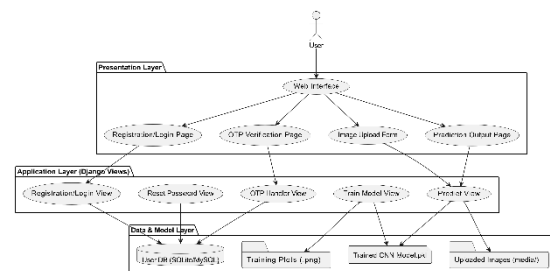 User
Presentation Layer
Web Interface
Registration/Login Page
OTP Verification Page
Image Upload Form
Prediction Output Page
Application Layer (Django Views)
Registration/Login View
Reset Password View
OTP Handler View
Train Model View
Predict View
Data & Model Layer
User DB (SQLite/MySQL)
Training Plots (.png)
Trained CNN Model
Uploaded Images (media/)